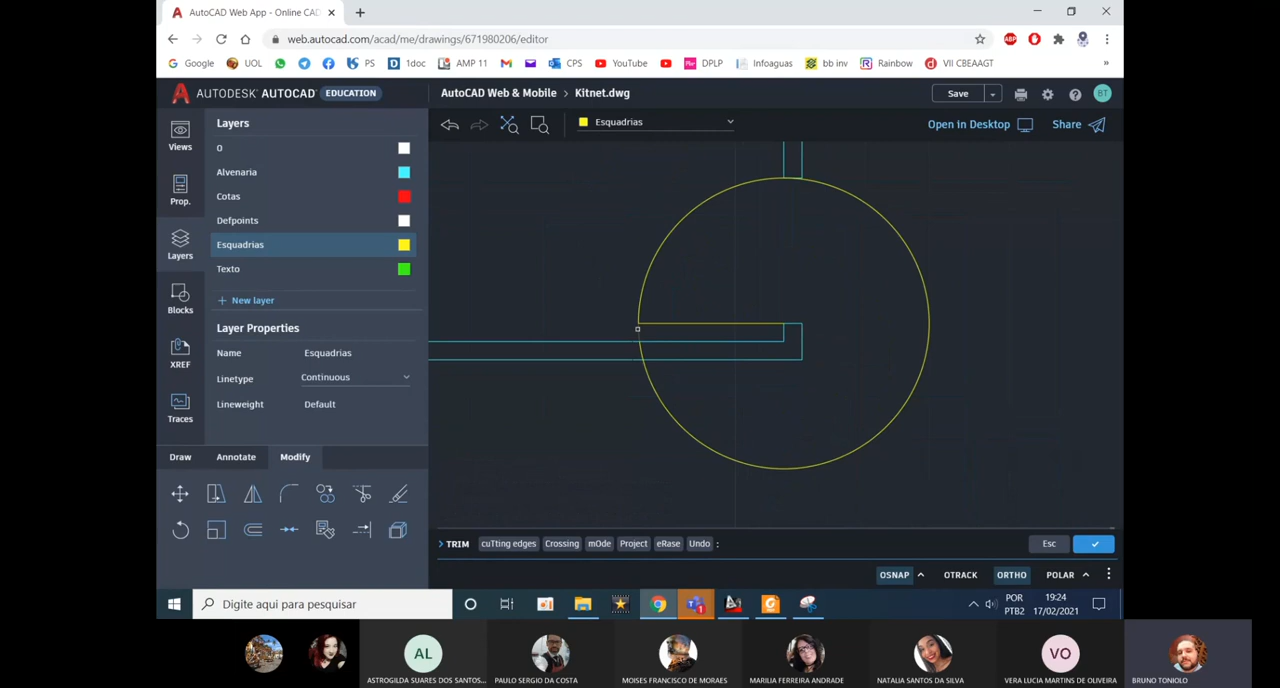 AutoCAD Web App - Online CAD
web.autocad.com/acad/me/drawings/671980206/editor
ABP
Google UOL PS 1doc AMP 11 CPS YouTube DPLP Infoaguas bb inv Rainbow VII CEBEAAGT »
AUTODESK® AUTOCAD EDUCATION
AutoCAD Web & Mobile > Kitnet.dwg
Save
BT
Esquadrias
Open in Desktop
Share
Views
Prop.
Layers
Blocks
XREF
Traces
Layers
0
Alvenaria
Cotas
Defpoints
Esquadrias
Texto
+ New layer
Layer Properties
Name Esquadrias
Linetype Continuous
Lineweight Default
Draw Annotate Modify
TRIM cuTting edges Crossing mOde Project eRase Undo :
Esc
OSNAP OTRACK ORTHO POLAR
Digite aqui para pesquisar
POR
PTB2
19:24
17/02/2021
AL
VO
ASTROGILDA SUARES DOS SANTOS...
PAULO SERGIO DA COSTA
MOISES FRANCISCO DE MORAES
MARILIA FERREIRA ANDRADE
NATALIA SANTOS DA SILVA
VERA LUCIA MARTINS DE OLIVEIRA
BRUNO TONIOLO